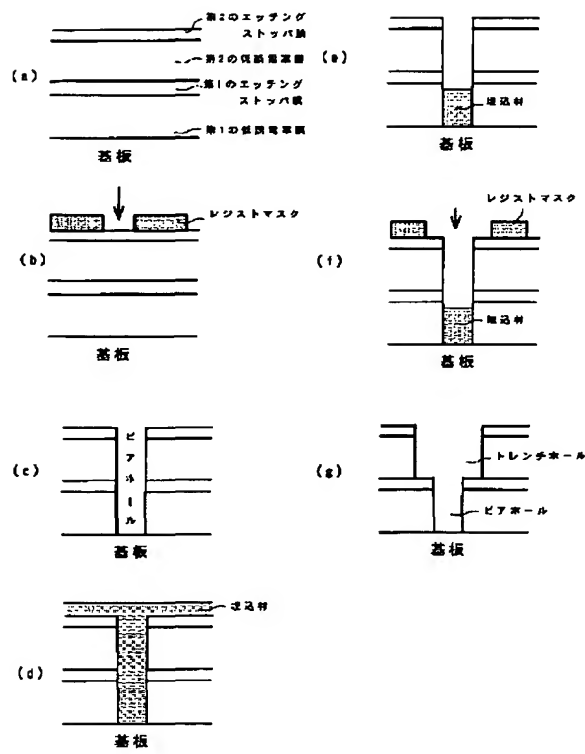 (a)
第2のエッチング
ストッパ膜
第2の低誘電率膜
第1のエッチング
ストッパ膜
第1の低誘電率膜
基板
(b)
レジストマスク
基板
(c)
ビアホール
基板
(d)
埋込材
基板
(e)
埋込材
基板
(f)
レジストマスク
埋込材
基板
(g)
トレンチホール
ビアホール
基板